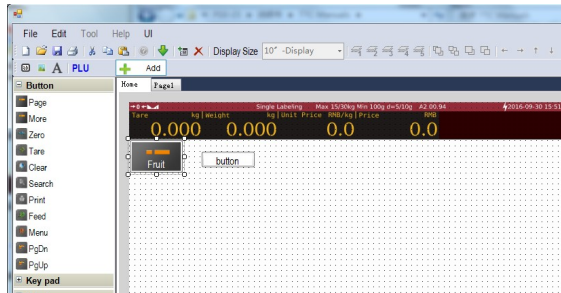 File Edit Tool Help UI
Display Size 10" -Display
A PLU Add
Button
Home Page1
Page
More
Zero
Tare
Clear
Search
Print
Feed
Menu
PgDn
PgUp
Key pad
Single Labeling Max 15/30kg Min 100g d=5/10g A2.00.94 2016-09-30 15:51
Tare kg Weight kg Unit Price RMB/kg Price RMB
0.000 0.000 0.0 0.0
Fruit button